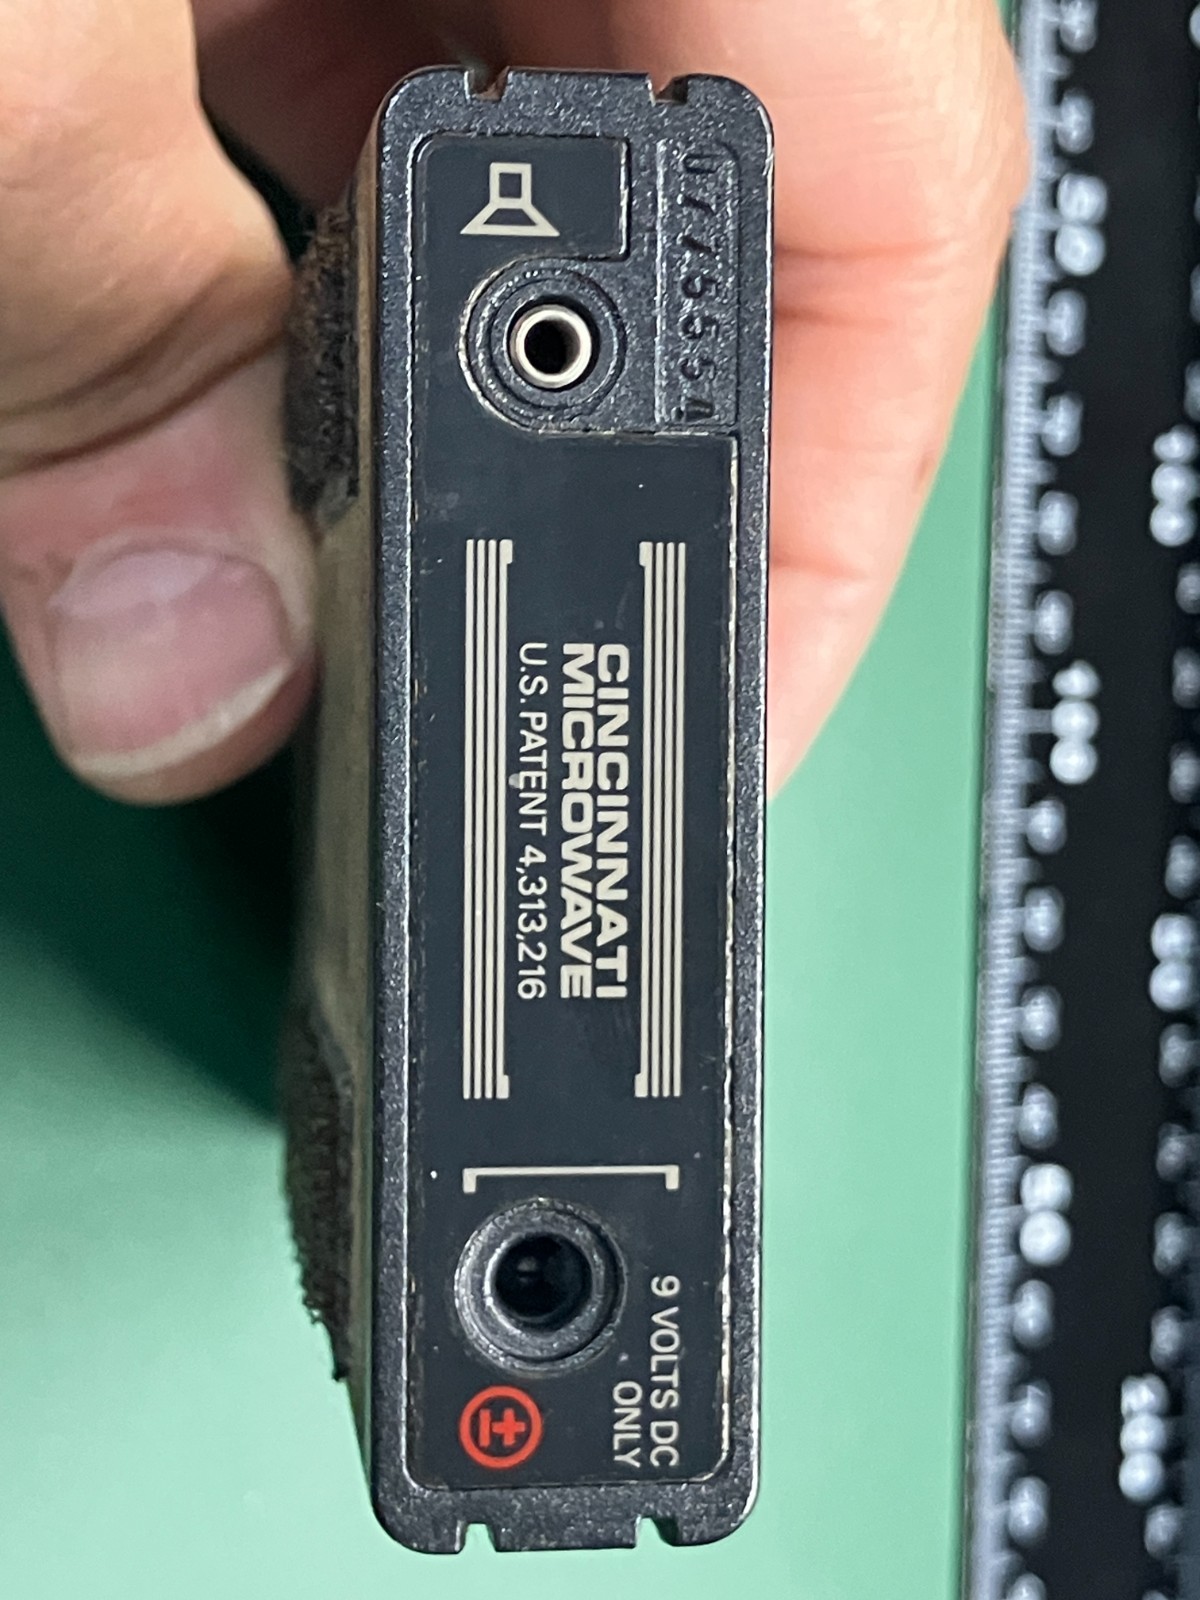 CINCINNATI
MICROWAVE
U.S. PATENT 4,313,216
9 VOLTS DC
ONLY